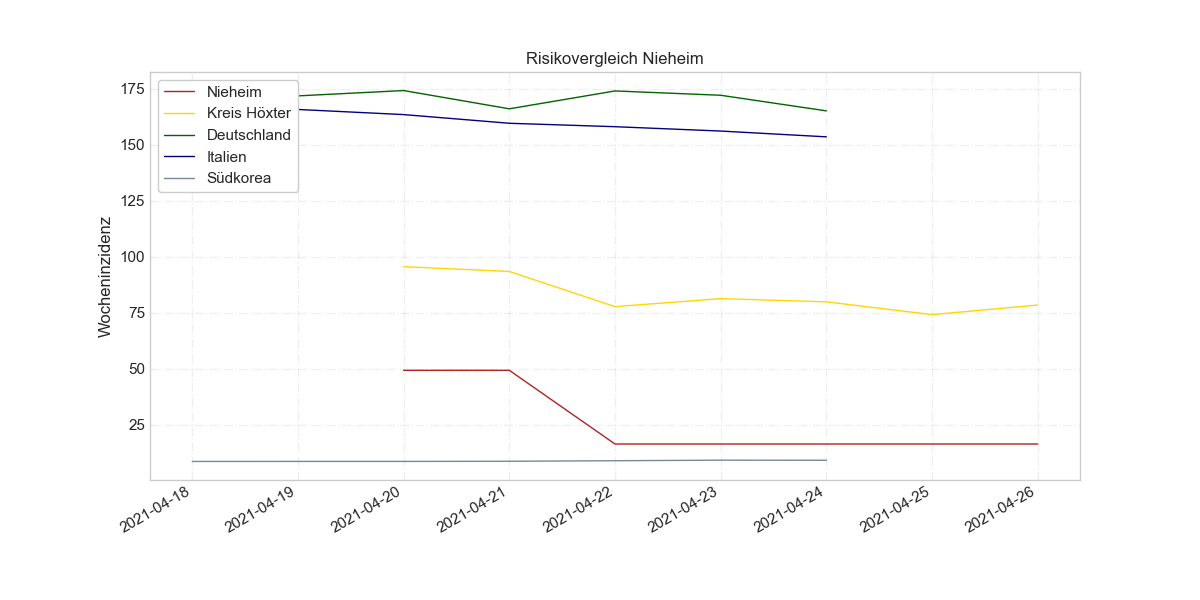 Risikovergleich Nieheim
Nieheim
Kreis Höxter
Deutschland
Italien
Südkorea
Wocheninzidenz
175
150
125
100
75
50
25
2021-04-18
2021-04-19
2021-04-20
2021-04-21
2021-04-22
2021-04-23
2021-04-24
2021-04-25
2021-04-26